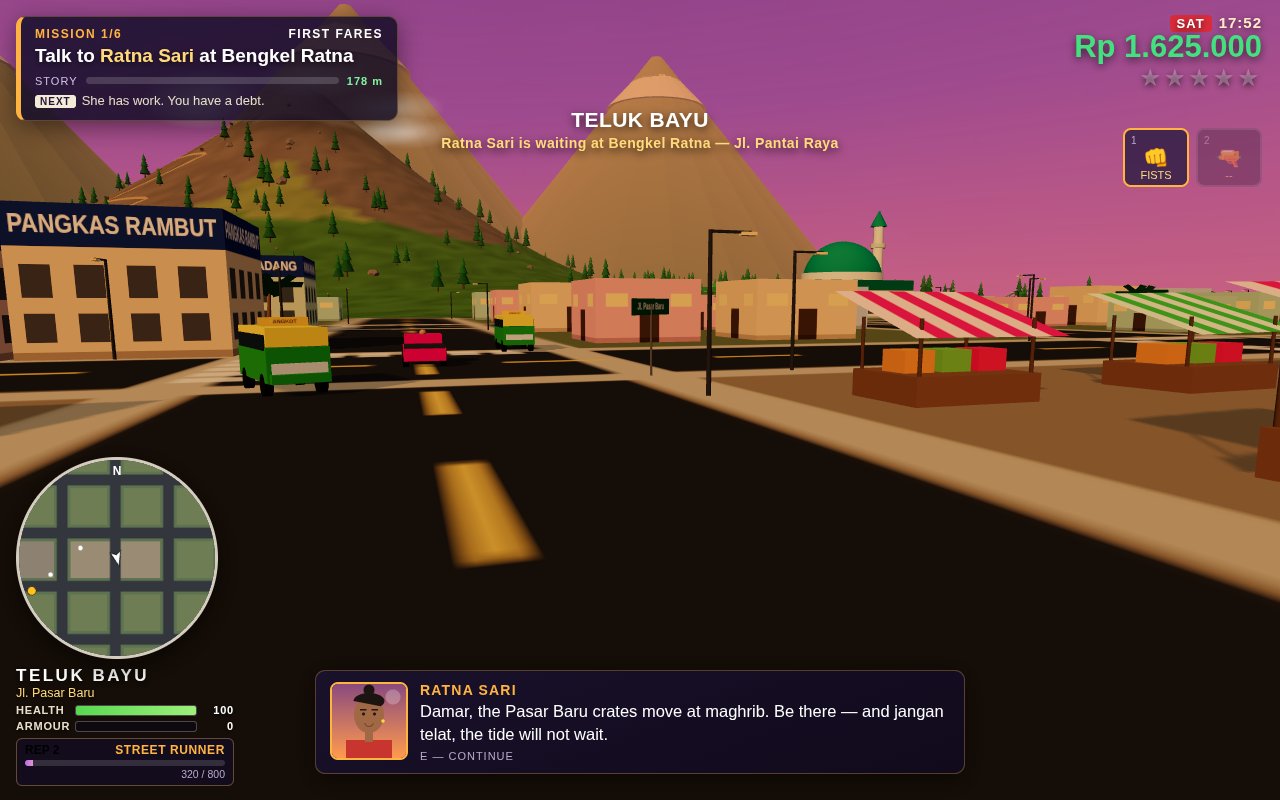 MISSION 1/6 FIRST FARES
Talk to Ratna Sari at Bengkel Ratna
STORY 178 m
NEXT She has work. You have a debt.
SAT 17:52
Rp 1.625.000
TELUK BAYU
Ratna Sari is waiting at Bengkel Ratna — Jl. Pantai Raya
1 FISTS
2 --
PANGKAS RAMBUT
PANGKAS RAMBUT
ADANG
ANGKOT
Jl. Pasar Baru
N
TELUK BAYU
Jl. Pasar Baru
HEALTH 100
ARMOUR 0
REP 2 STREET RUNNER
320 / 800
RATNA SARI
Damar, the Pasar Baru crates move at maghrib. Be there — and jangan
telat, the tide will not wait.
E — CONTINUE